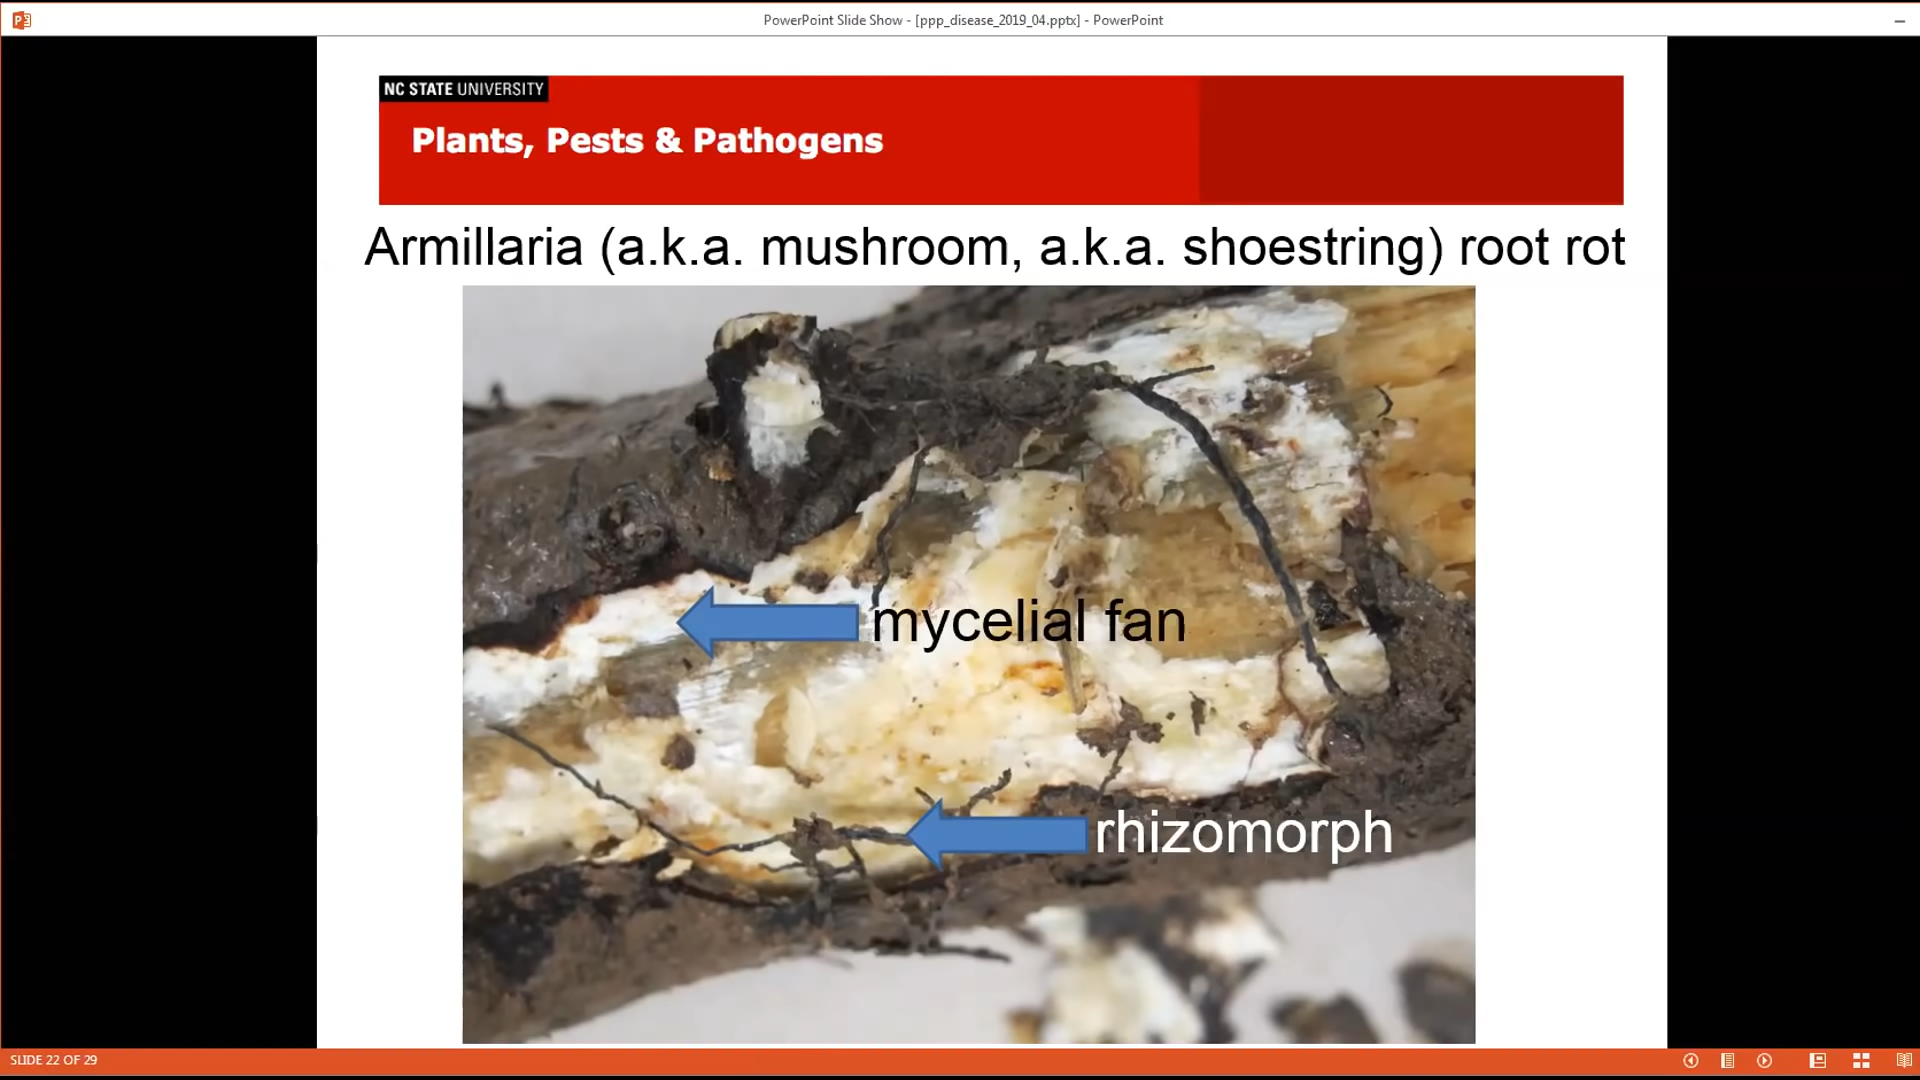 PowerPoint Slide Show - [ppp_disease_2019_04.pptx] - PowerPoint
NC STATE UNIVERSITY
Plants, Pests & Pathogens
Armillaria (a.k.a. mushroom, a.k.a. shoestring) root rot
mycelial fan
rhizomorph
SLIDE 22 OF 29